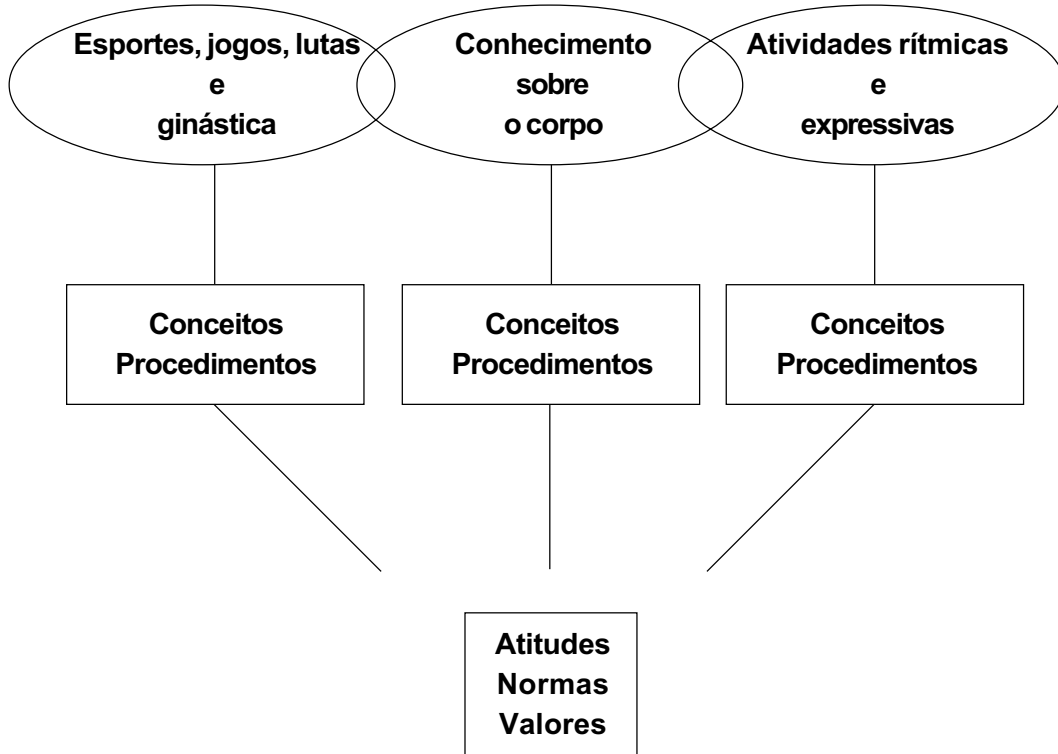 Esportes, jogos, lutas
e
ginástica
Conhecimento
sobre
o corpo
Atividades rítmicas
e
expressivas
Conceitos
Procedimentos
Conceitos
Procedimentos
Conceitos
Procedimentos
Atitudes
Normas
Valores